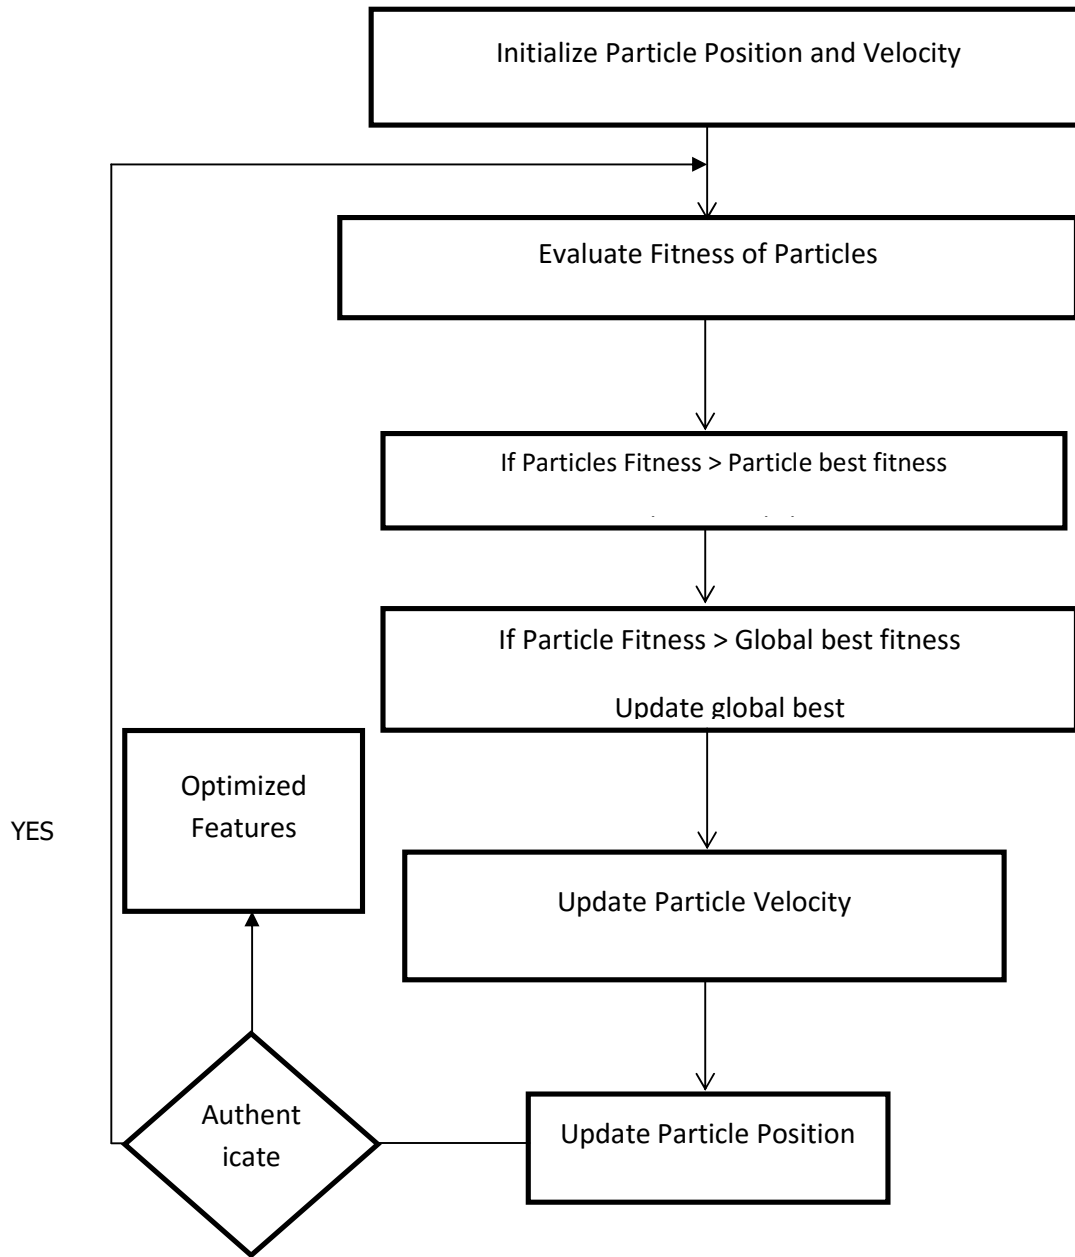 Initialize Particle Position and Velocity
Evaluate Fitness of Particles
If Particles Fitness > Particle best fitness
If Particle Fitness > Global best fitness
Update global best
Optimized
Features
YES
Update Particle Velocity
Authent
icate
Update Particle Position